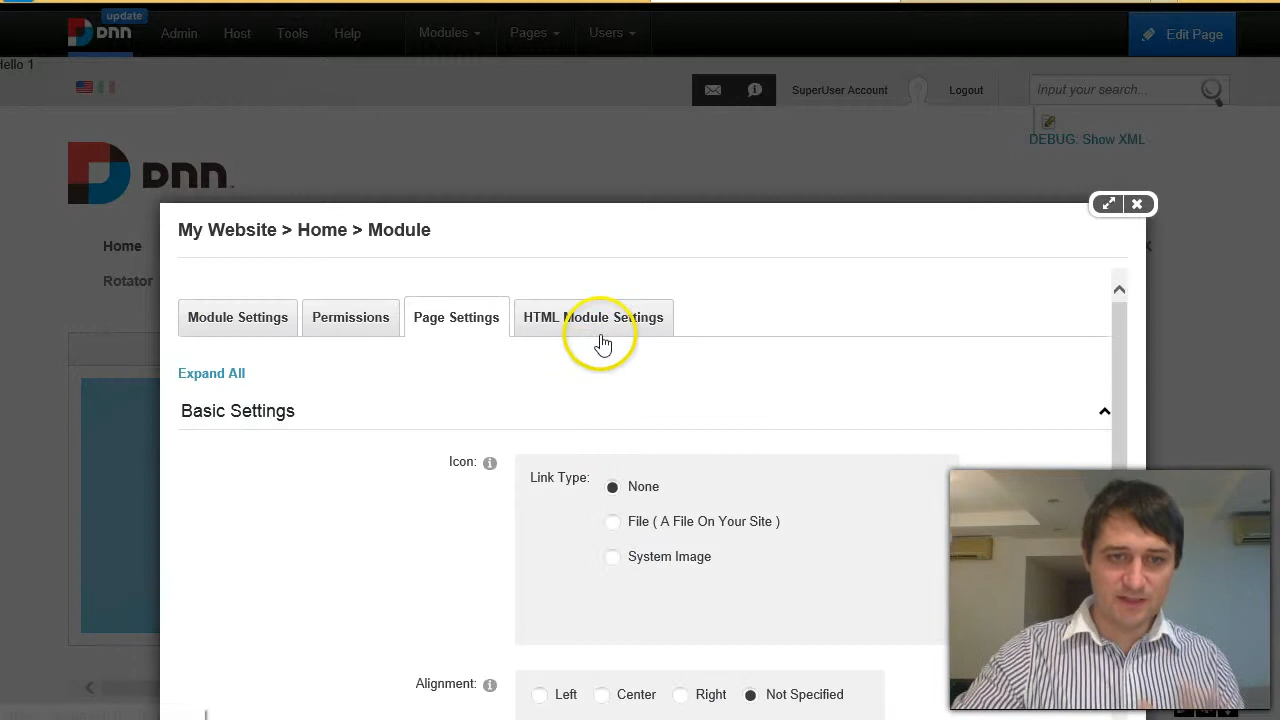 update
DNN Admin Host Tools Help Modules Pages Users Edit Page
Hello 1
SuperUser Account Logout Input your search...
DEBUG: Show XML
DNN
My Website > Home > Module
Home
Rotator
Module Settings Permissions Page Settings HTML Module Settings
Expand All
Basic Settings
Icon:
Link Type: None
File ( A File On Your Site )
System Image
Alignment: Left Center Right Not Specified